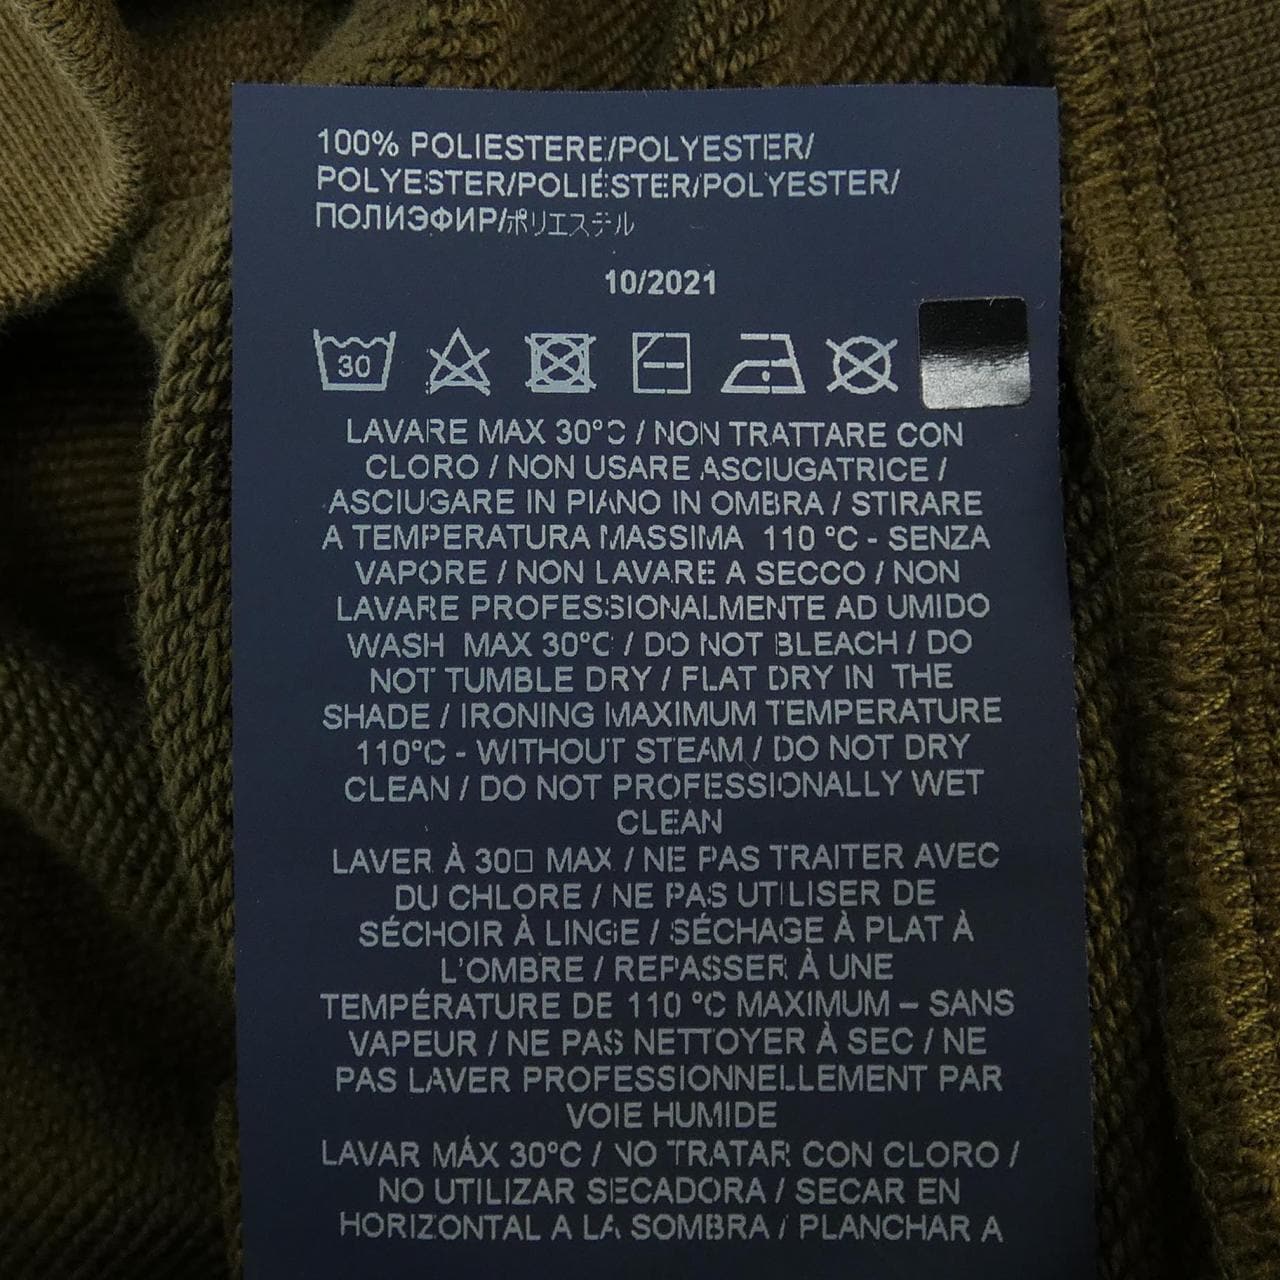 100% POLIESTERE/POLYESTER/
POLYESTER/POLIÉSTER/POLYESTER/
ПОЛИЭФИР/ポリエステル
10/2021
30
LAVARE MAX 30°C / NON TRATTARE CON
CLORO / NON USARE ASCIUGATRICE /
ASCIUGARE IN PIANO IN OMBRA / STIRARE
A TEMPERATURA MASSIMA 110 °C - SENZA
VAPORE / NON LAVARE A SECCO / NON
LAVARE PROFESSIONALMENTE AD UMIDO
WASH MAX 30°C / DO NOT BLEACH / DO
NOT TUMBLE DRY / FLAT DRY IN THE
SHADE / IRONING MAXIMUM TEMPERATURE
110°C - WITHOUT STEAM / DO NOT DRY
CLEAN / DO NOT PROFESSIONALLY WET
CLEAN
LAVER À 30□ MAX / NE PAS TRAITER AVEC
DU CHLORE / NE PAS UTILISER DE
SÉCHOIR À LINGE / SÉCHAGE À PLAT À
L'OMBRE / REPASSER À UNE
TEMPÉRATURE DE 110 °C MAXIMUM – SANS
VAPEUR / NE PAS NETTOYER À SEC / NE
PAS LAVER PROFESSIONNELLEMENT PAR
VOIE HUMIDE
LAVAR MÁX 30°C / NO TRATAR CON CLORO /
NO UTILIZAR SECADORA / SECAR EN
HORIZONTAL A LA SOMBRA / PLANCHAR A